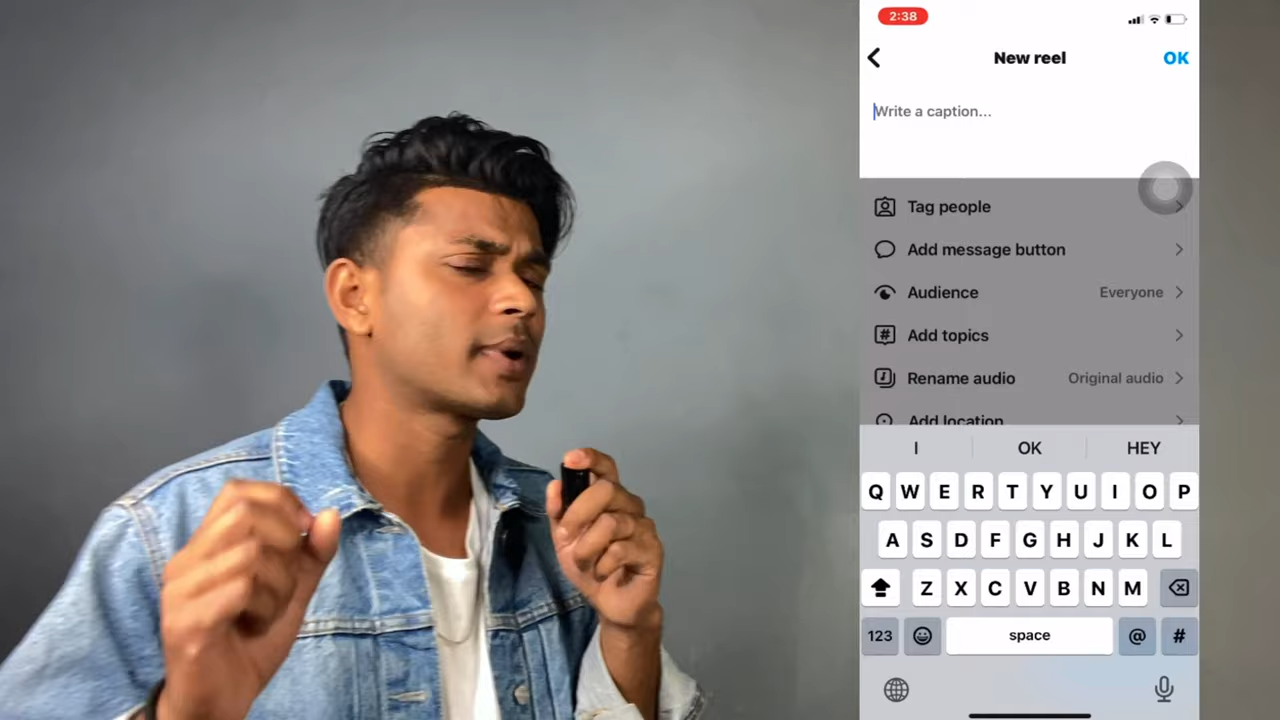 2:38
New reel
OK
Write a caption...
Tag people
Add message button
Audience Everyone
Add topics
Rename audio Original audio
Add location
I OK HEY
Q W E R T Y U I O P
A S D F G H J K L
Z X C V B N M
123 space @ #